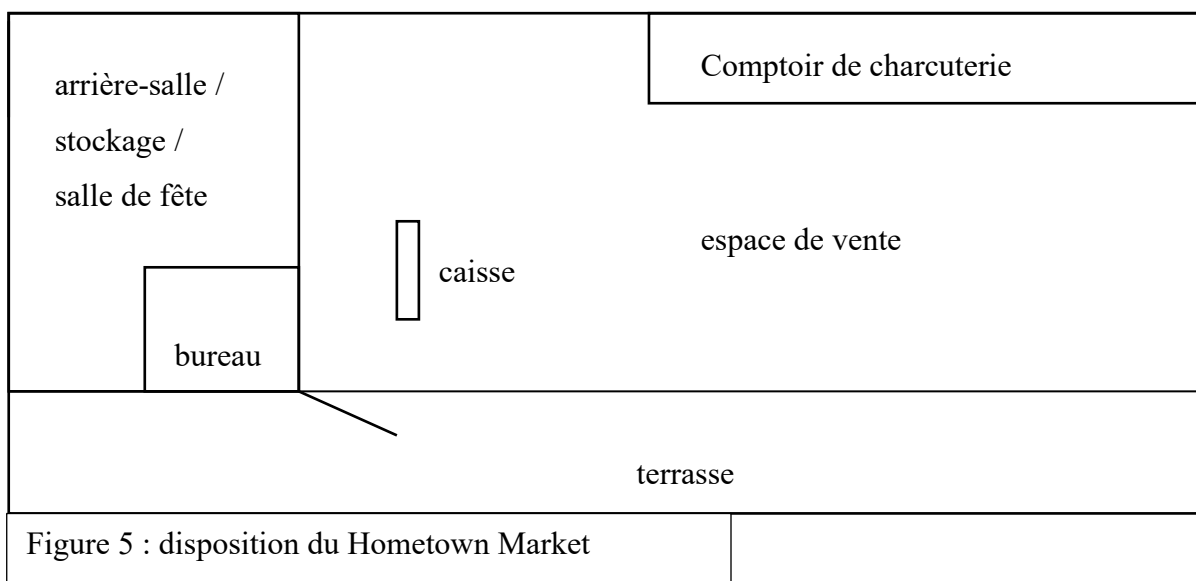 arrière-salle /
stockage /
salle de fête
Comptoir de charcuterie
espace de vente
caisse
bureau
terrasse
Figure 5 : disposition du Hometown Market